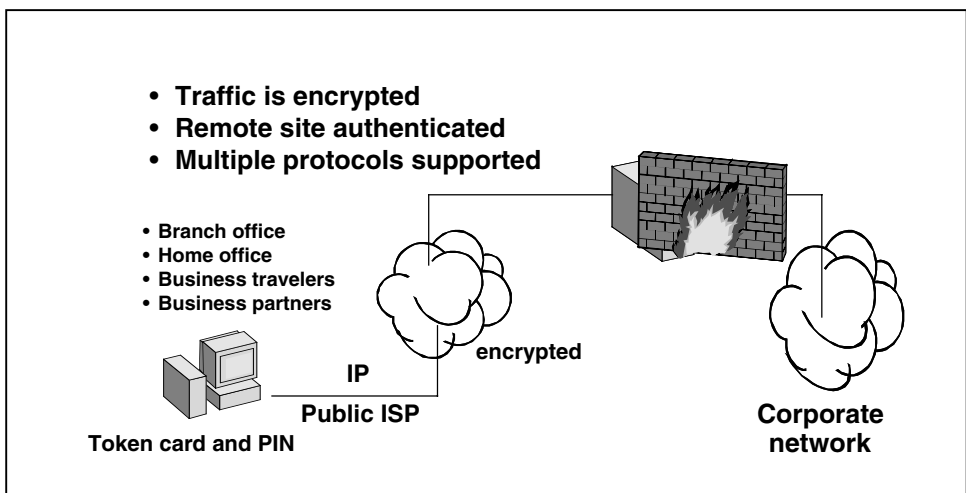 • Traffic is encrypted
• Remote site authenticated
• Multiple protocols supported
• Branch office
• Home office
• Business travelers
• Business partners
encrypted
IP
Public ISP
Token card and PIN
Corporate
network